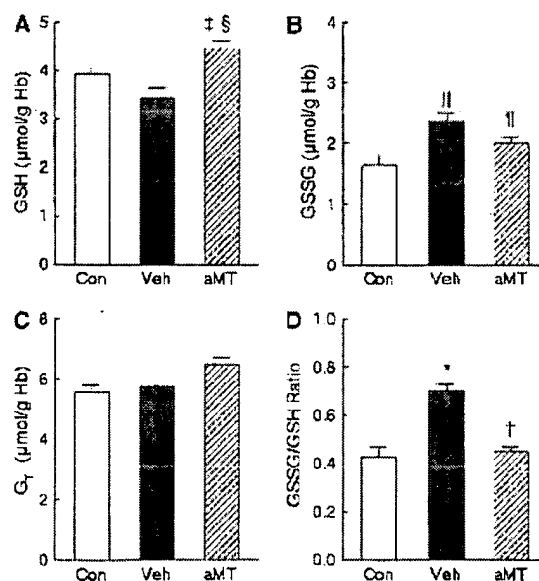 A
GSH (µmol/g Hb)
5
4
3
2
1
0
‡ §
Con Veh aMT
B
GSSG (µmol/g Hb)
4
3
2
1
0
¶
Con Veh aMT
C
G_T (µmol/g Hb)
8
6
4
2
0
Con Veh aMT
D
GSSG/GSH Ratio
1.0
0.8
0.6
0.4
0.2
0.0
*
†
Con Veh aMT